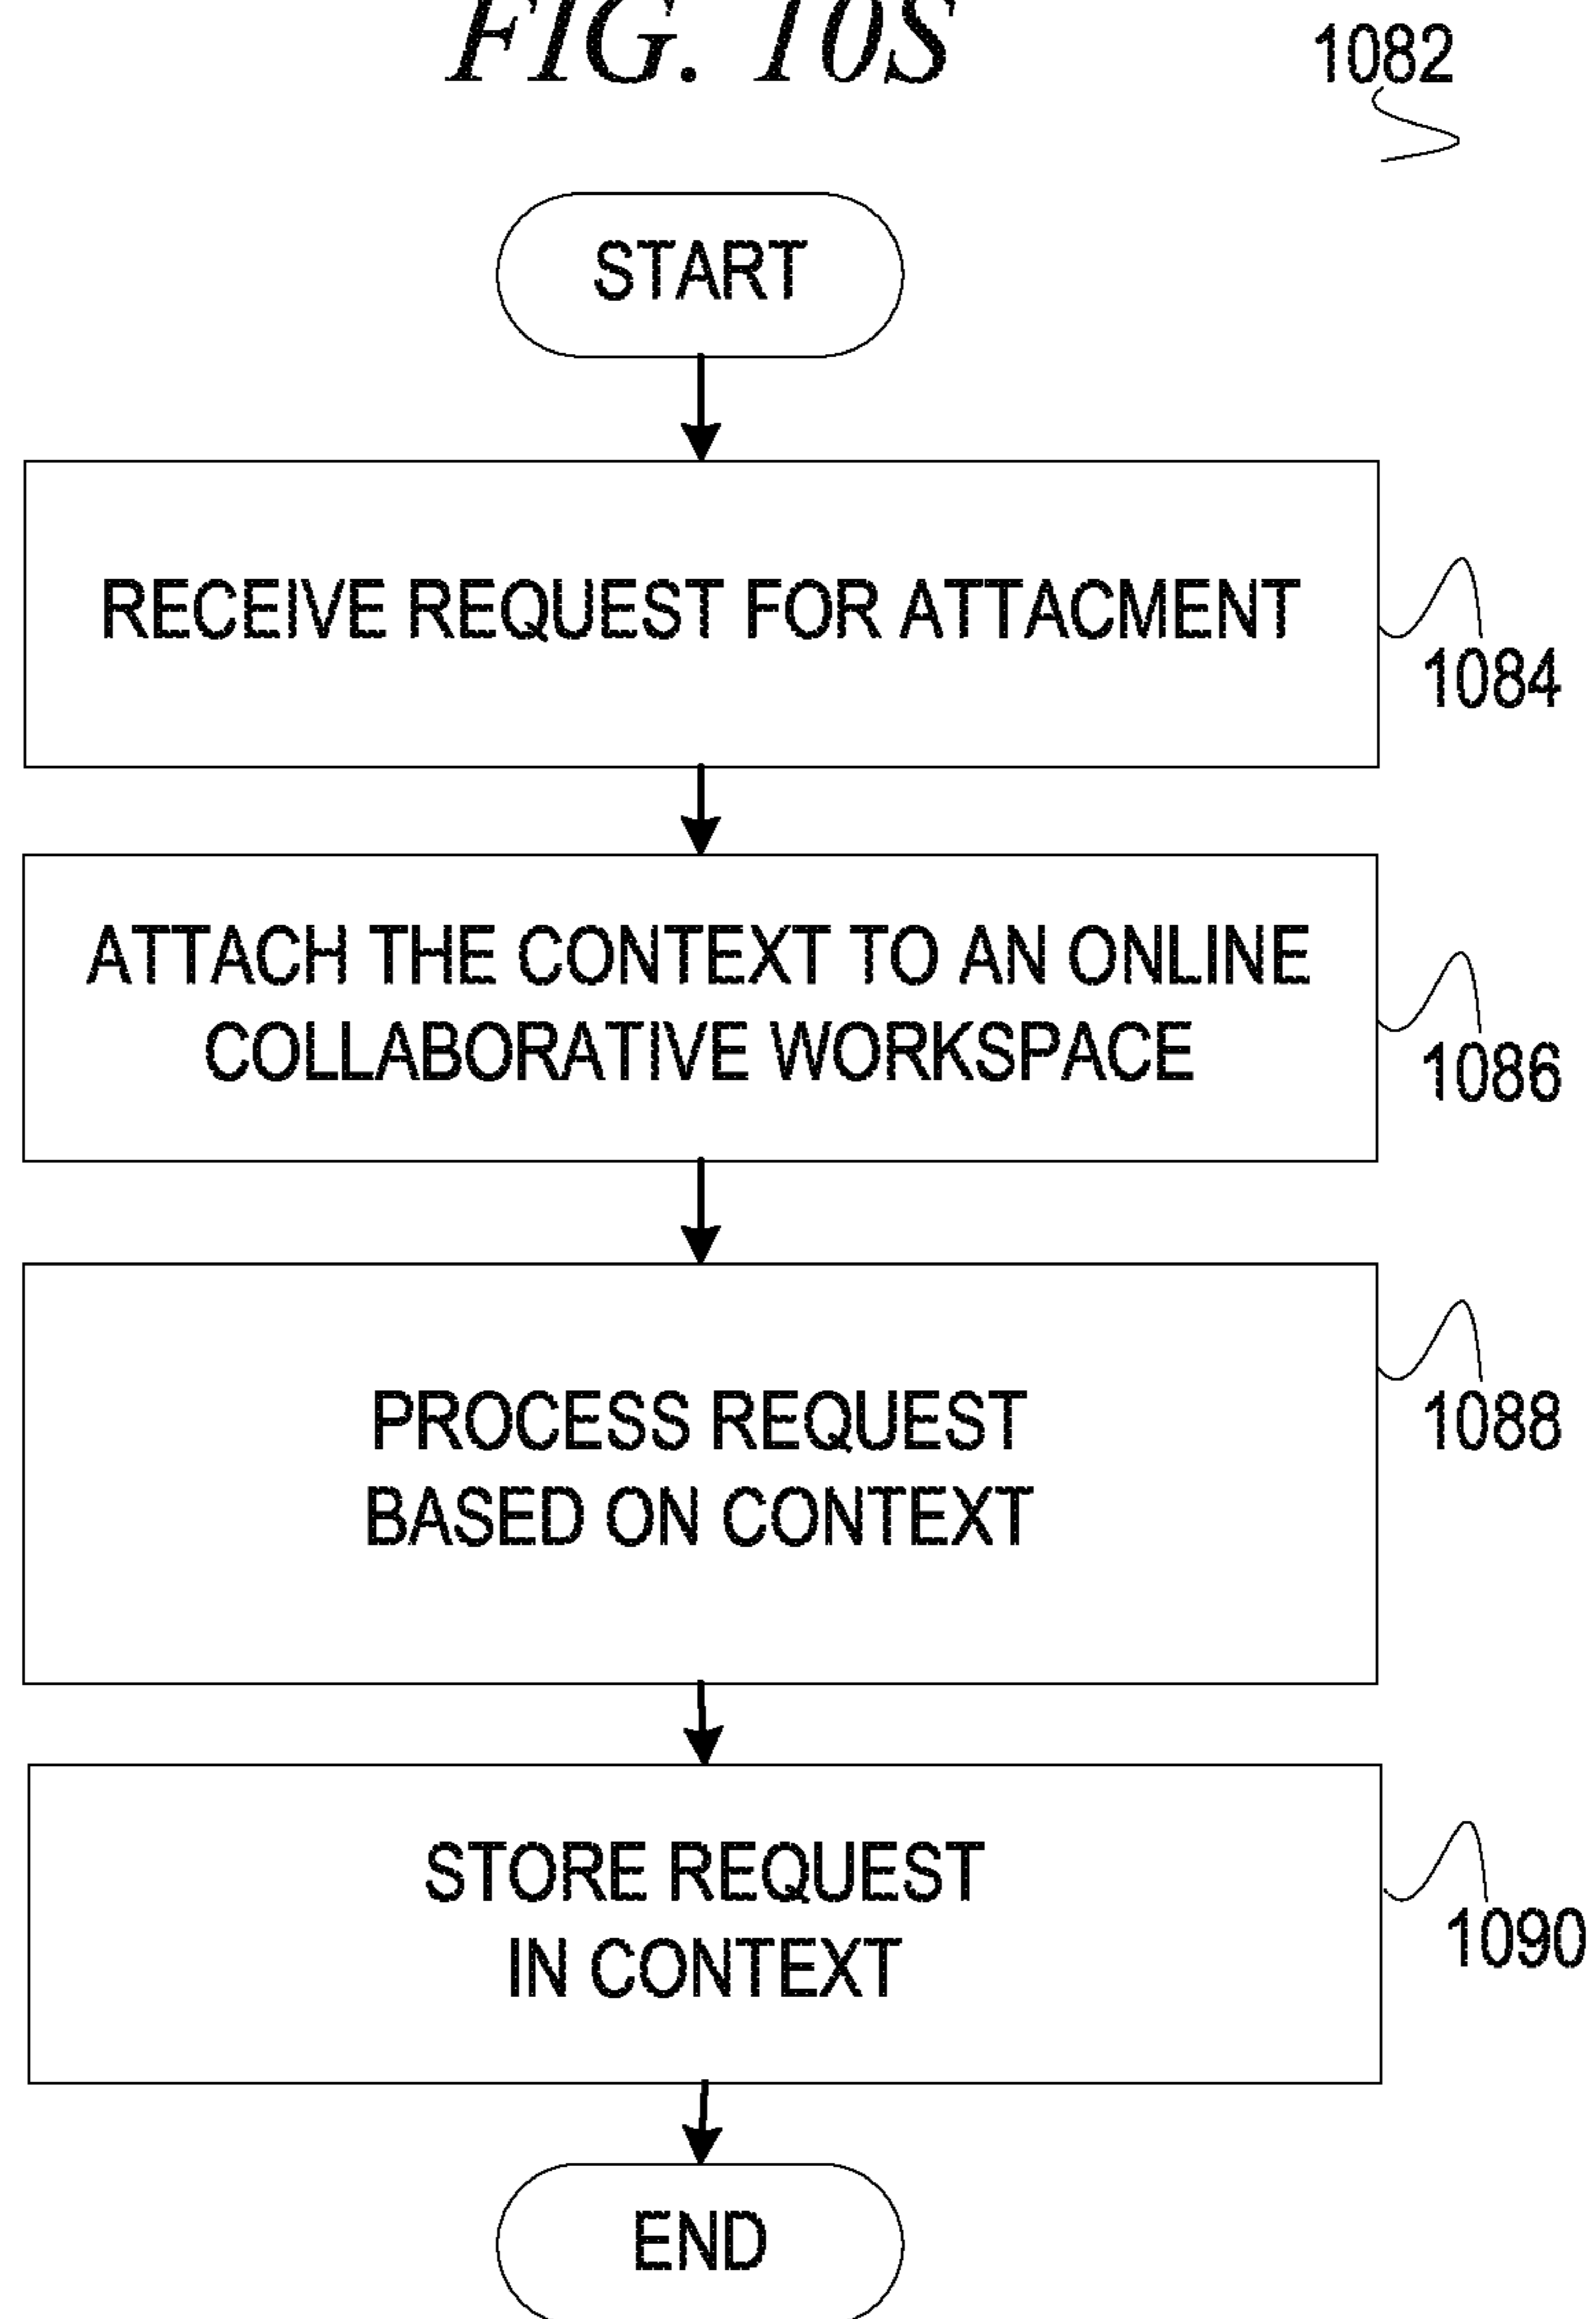 FIG. 10S
1082
START
RECEIVE REQUEST FOR ATTACMENT
1084
ATTACH THE CONTEXT TO AN ONLINE
COLLABORATIVE WORKSPACE
1086
PROCESS REQUEST
BASED ON CONTEXT
1088
STORE REQUEST
IN CONTEXT
1090
END